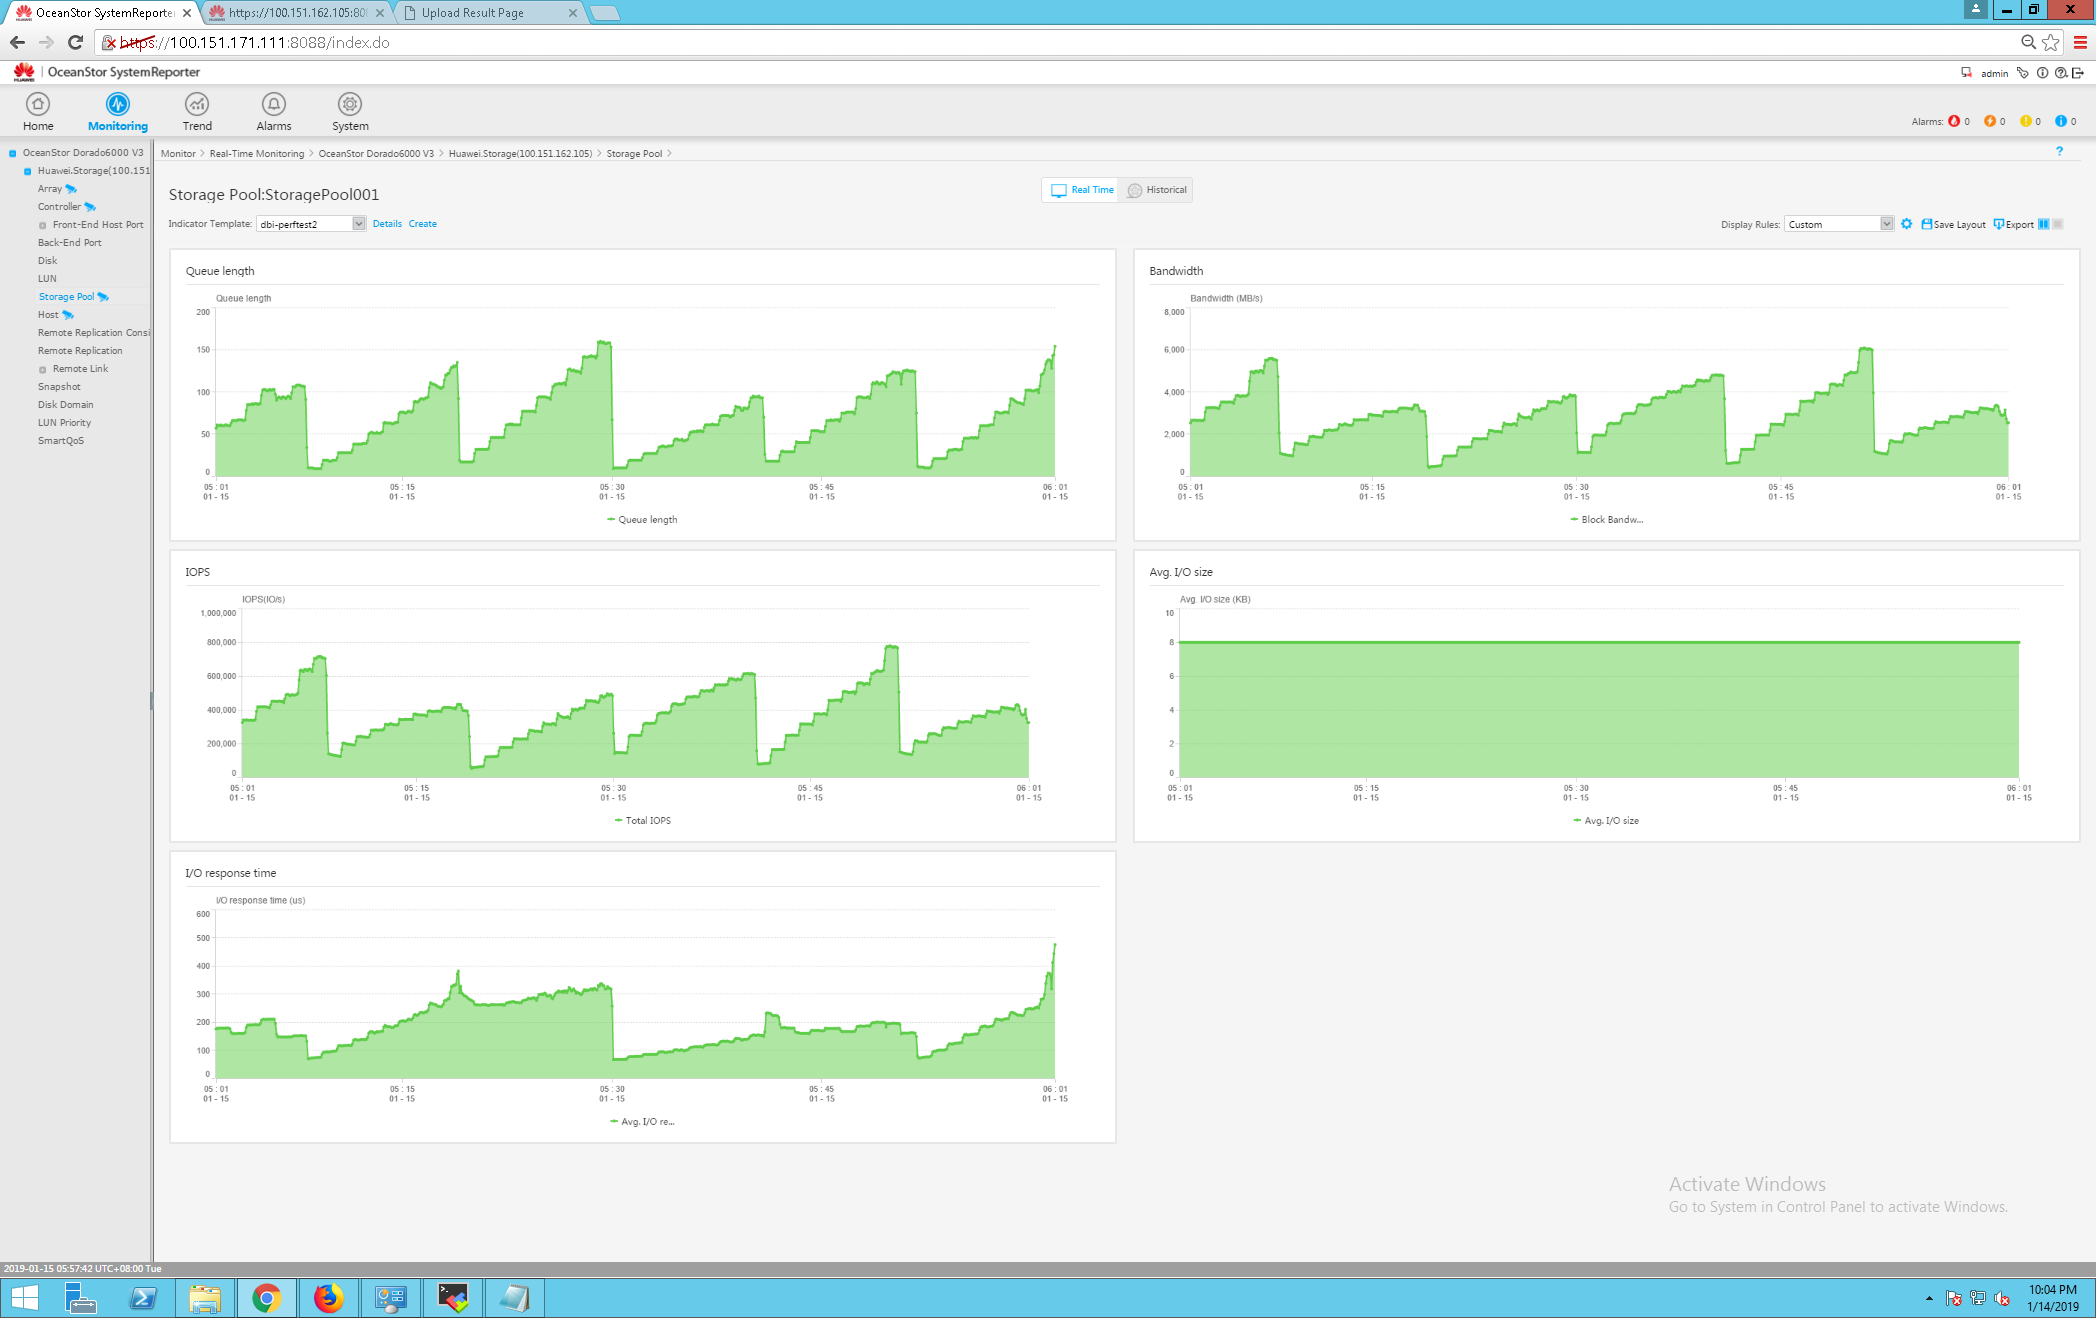 OceanStor SystemReporte
https://100.151.162.105:80
Upload Result Page
https://100.151.171.111:8088/index.do
HUAWEI
OceanStor SystemReporter
admin
Home
Monitoring
Trend
Alarms
System
Alarms: 0 0 0 0
OceanStor Dorado6000 V3
Huawei.Storage(100.151
Array
Controller
Front-End Host Port
Back-End Port
Disk
LUN
Storage Pool
Host
Remote Replication Consi
Remote Replication
Remote Link
Snapshot
Disk Domain
LUN Priority
SmartQoS
Monitor > Real-Time Monitoring > OceanStor Dorado6000 V3 > Huawei.Storage(100.151.162.105) > Storage Pool >
?
Storage Pool:StoragePool001
Real Time
Historical
Indicator Template: dbi-perftest2 Details Create
Display Rules: Custom Save Layout Export
Queue length
Queue length
200
150
100
50
0
05 : 01 05 : 15 05 : 30 05 : 45 06 : 01
01 - 15 01 - 15 01 - 15 01 - 15 01 - 15
Queue length
Bandwidth
Bandwidth (MB/s)
8,000
6,000
4,000
2,000
0
05 : 01 05 : 15 05 : 30 05 : 45 06 : 01
01 - 15 01 - 15 01 - 15 01 - 15 01 - 15
Block Bandw...
IOPS
IOPS(IO/s)
1,000,000
800,000
600,000
400,000
200,000
0
05 : 01 05 : 15 05 : 30 05 : 45 06 : 01
01 - 15 01 - 15 01 - 15 01 - 15 01 - 15
Total IOPS
Avg. I/O size
Avg. I/O size (KB)
10
8
6
4
2
0
05 : 01 05 : 15 05 : 30 05 : 45 06 : 01
01 - 15 01 - 15 01 - 15 01 - 15 01 - 15
Avg. I/O size
I/O response time
I/O response time (us)
600
500
400
300
200
100
0
05 : 01 05 : 15 05 : 30 05 : 45 06 : 01
01 - 15 01 - 15 01 - 15 01 - 15 01 - 15
Avg. I/O re...
Activate Windows
Go to System in Control Panel to activate Windows.
2019-01-15 05:57:42 UTC+08:00 Tue
10:04 PM
1/14/2019